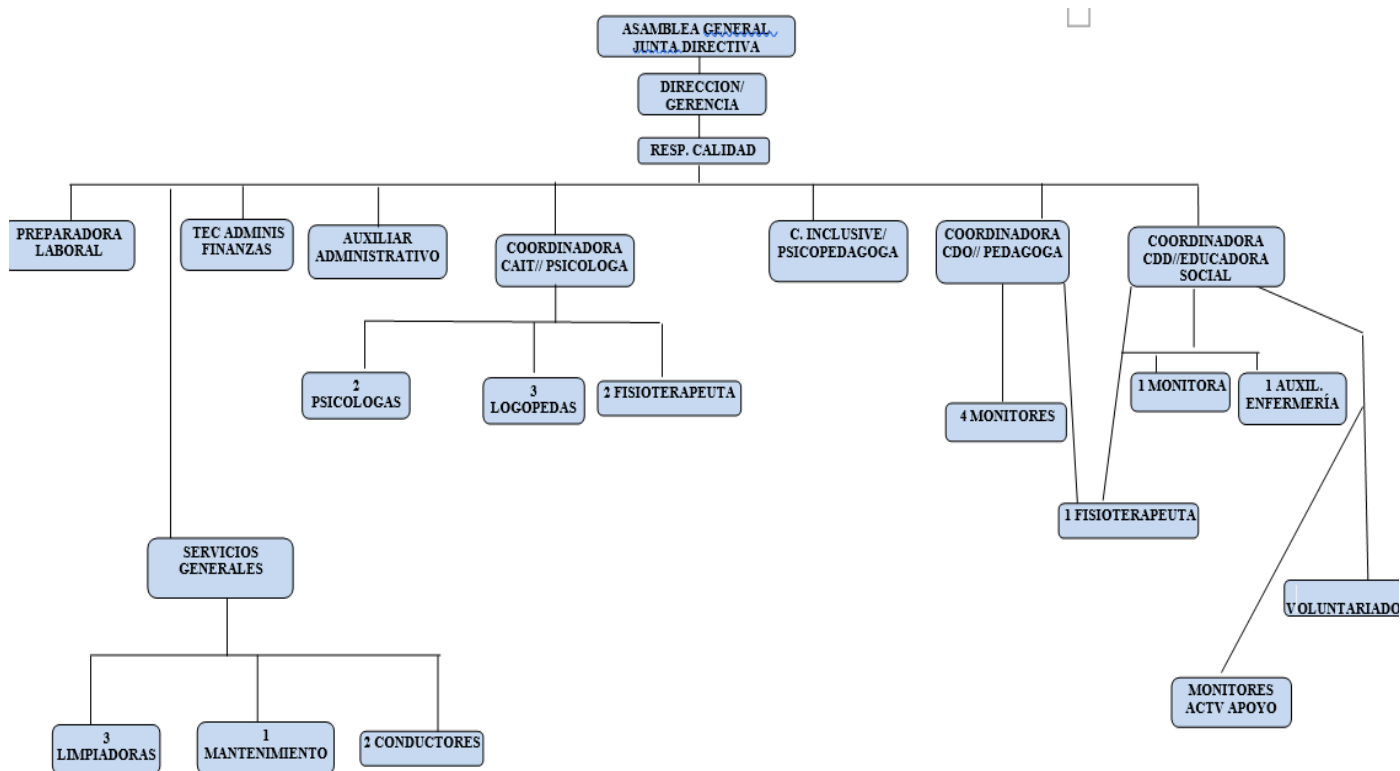 ASAMBLEA GENERAL
JUNTA DIRECTIVA
DIRECCION/
GERENCIA
RESP. CALIDAD
PREPARADORA
LABORAL
TEC ADMINIS
FINANZAS
AUXILIAR
ADMINISTRATIVO
COORDINADORA
CAIT// PSICOLOGA
C. INCLUSIVE/
PSICOPEDAGOGA
COORDINADORA
CDO// PEDAGOGA
COORDINADORA
CDD//EDUCADORA
SOCIAL
2
PSICOLOGAS
3
LOGOPEDAS
2 FISIOTERAPEUTA
4 MONITORES
1 MONITORA
1 AUXIL.
ENFERMERÍA
1 FISIOTERAPEUTA
SERVICIOS
GENERALES
VOLUNTARIADO
MONITORES
ACTV APOYO
3
LIMPIADORAS
1
MANTENIMIENTO
2 CONDUCTORES